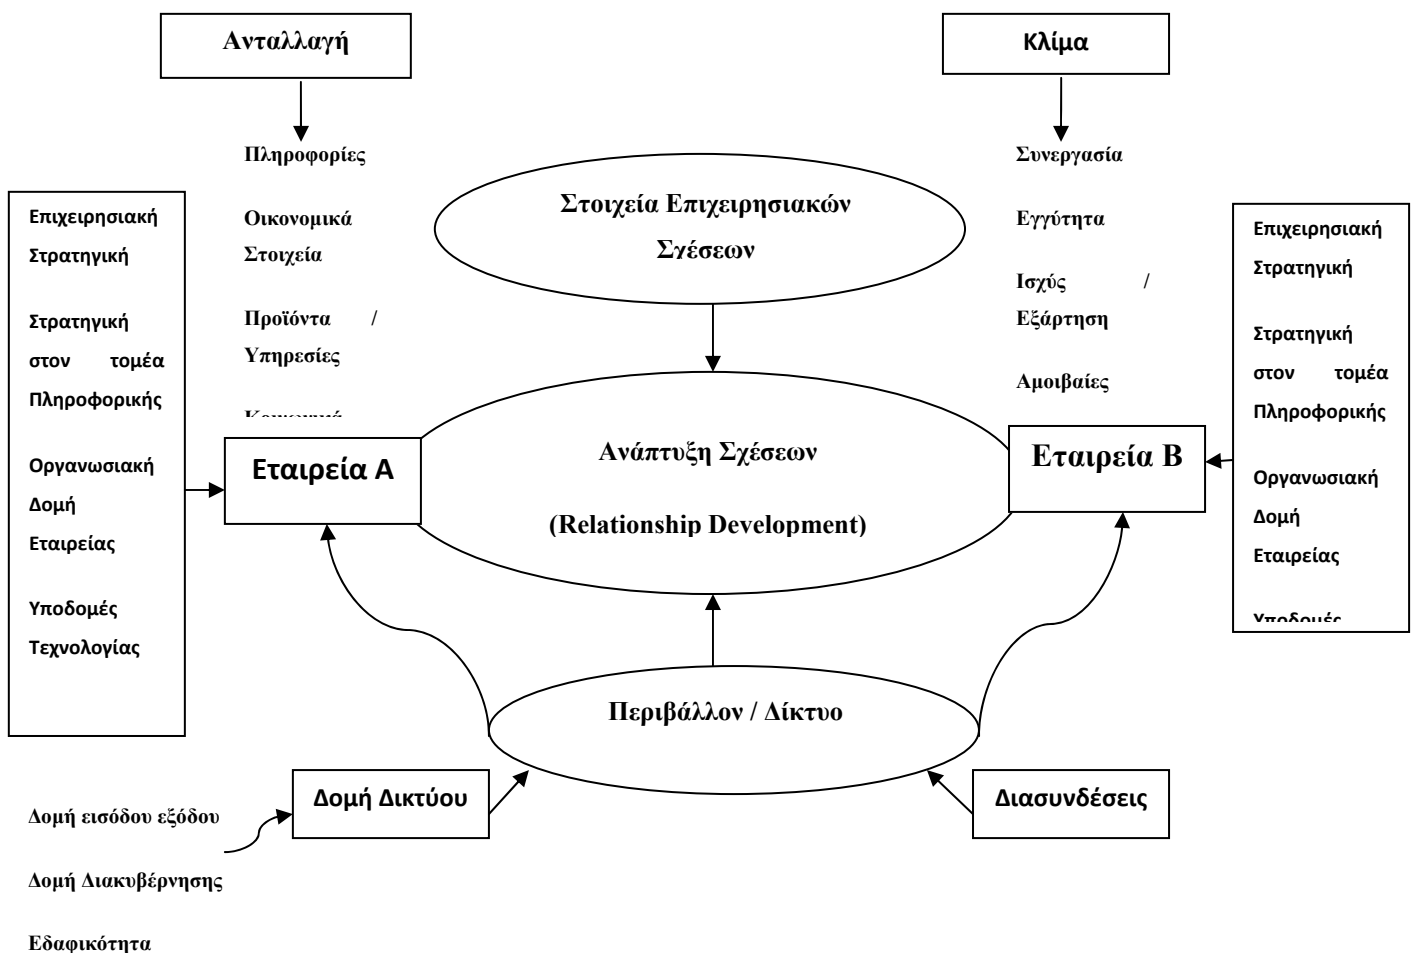 Ανταλλαγή
Κλίμα
Πληροφορίες
Οικονομικά
Στοιχεία
Προϊόντα /
Υπηρεσίες
Συνεργασία
Εγγύτητα
Ισχύς /
Εξάρτηση
Αμοιβαίες
Στοιχεία Επιχειρησιακών
Σχέσεων
Επιχειρησιακή
Στρατηγική
Στρατηγική
στον τομέα
Πληροφορικής
Οργανωσιακή
Δομή
Εταιρείας
Υποδομές
Τεχνολογίας
Επιχειρησιακή
Στρατηγική
Στρατηγική
στον τομέα
Πληροφορικής
Οργανωσιακή
Δομή
Εταιρείας
Υποδομές
Εταιρεία Α
Ανάπτυξη Σχέσεων
(Relationship Development)
Εταιρεία Β
Περιβάλλον / Δίκτυο
Δομή Δικτύου
Διασυνδέσεις
Δομή εισόδου εξόδου
Δομή Διακυβέρνησης
Εδαφικότητα